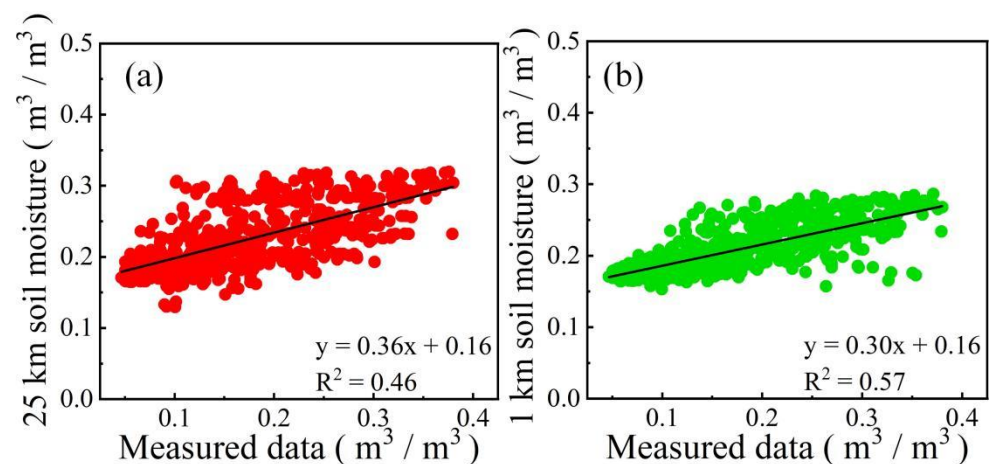 (a)
25 km soil moisture ( m³ / m³ )
0.5
0.4
0.3
0.2
0.1
0.0
y = 0.36x + 0.16
R² = 0.46
0.1 0.2 0.3 0.4
Measured data ( m³ / m³ )
(b)
1 km soil moisture ( m³ / m³ )
0.5
0.4
0.3
0.2
0.1
0.0
y = 0.30x + 0.16
R² = 0.57
0.1 0.2 0.3 0.4
Measured data ( m³ / m³ )